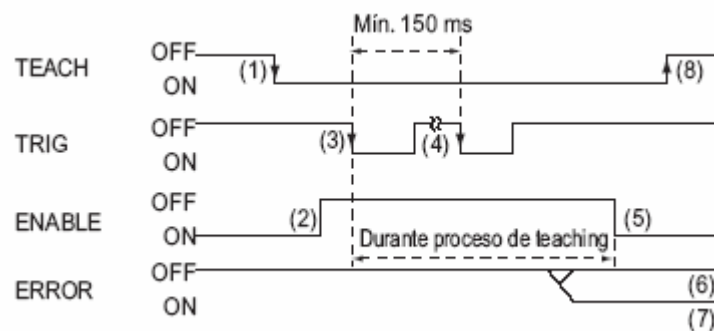 Mín. 150 ms
TEACH
OFF
ON
(1)
(8)
TRIG
OFF
ON
(3)
(4)
ENABLE
OFF
ON
(2)
(5)
Durante proceso de teaching
ERROR
OFF
ON
(6)
(7)